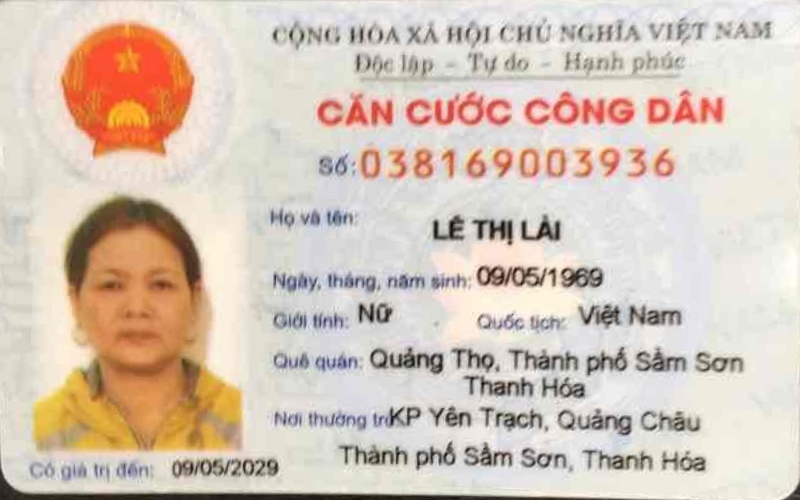 CỘNG HÒA XÃ HỘI CHỦ NGHĨA VIỆT NAM
Độc lập - Tự do - Hạnh phúc
CĂN CƯỚC CÔNG DÂN
Số: 038169003936
Họ và tên: LÊ THỊ LÀI
Ngày, tháng, năm sinh: 09/05/1969
Giới tính: Nữ Quốc tịch: Việt Nam
Quê quán: Quảng Thọ, Thành phố Sầm Sơn
Thanh Hóa
Nơi thường trú: KP Yên Trạch, Quảng Châu
Thành phố Sầm Sơn, Thanh Hóa
Có giá trị đến: 09/05/2029